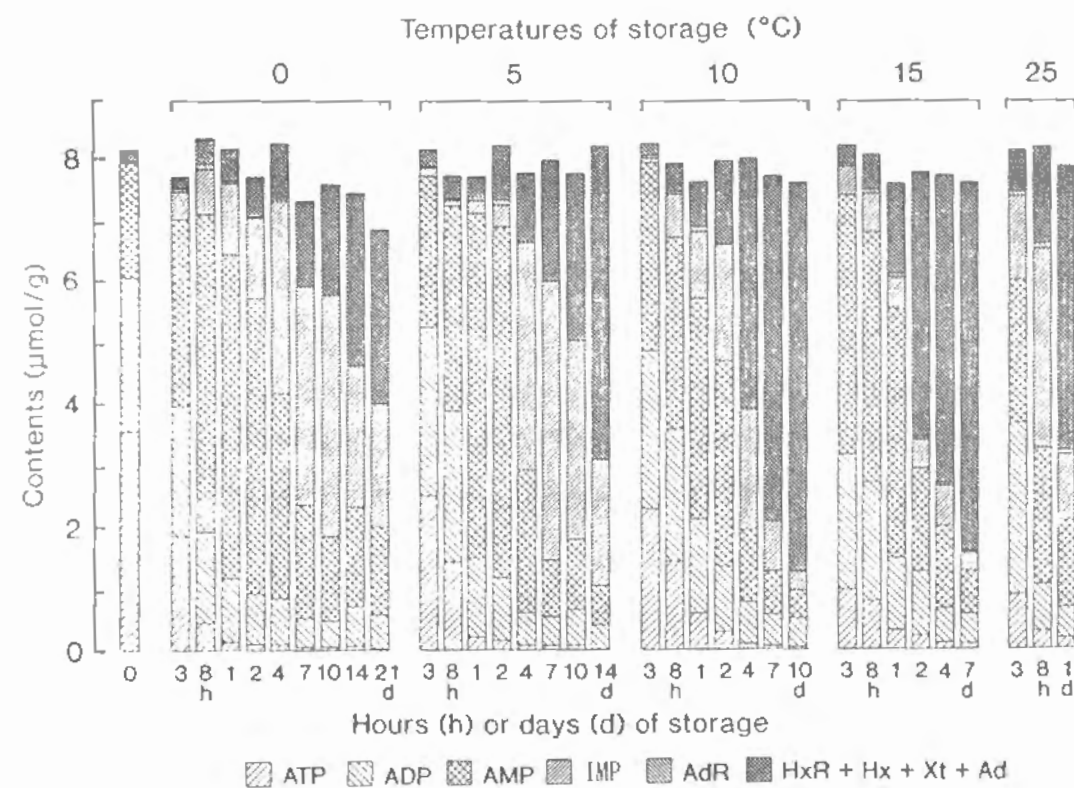 Temperatures of storage (°C)
0 5 10 15 25
Contents (µmol/g)
8
6
4
2
0
0 3 8 1 2 4 7 10 14 21 3 8 1 2 4 7 10 14 3 8 1 2 4 7 10 3 8 1 2 4 7 3 8 1
h d h d h d h d h d
Hours (h) or days (d) of storage
ATP ADP AMP IMP AdR HxR + Hx + Xt + Ad